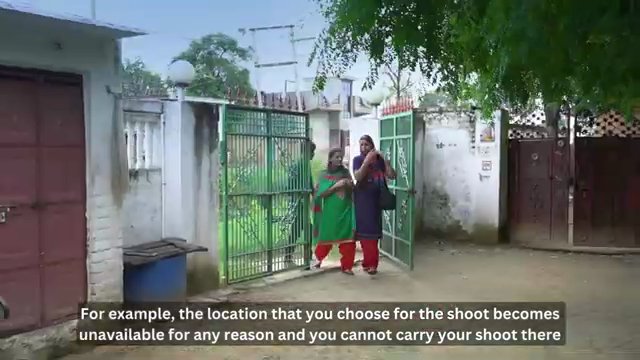 For example, the location that you choose for the shoot becomes
unavailable for any reason and you cannot carry your shoot there